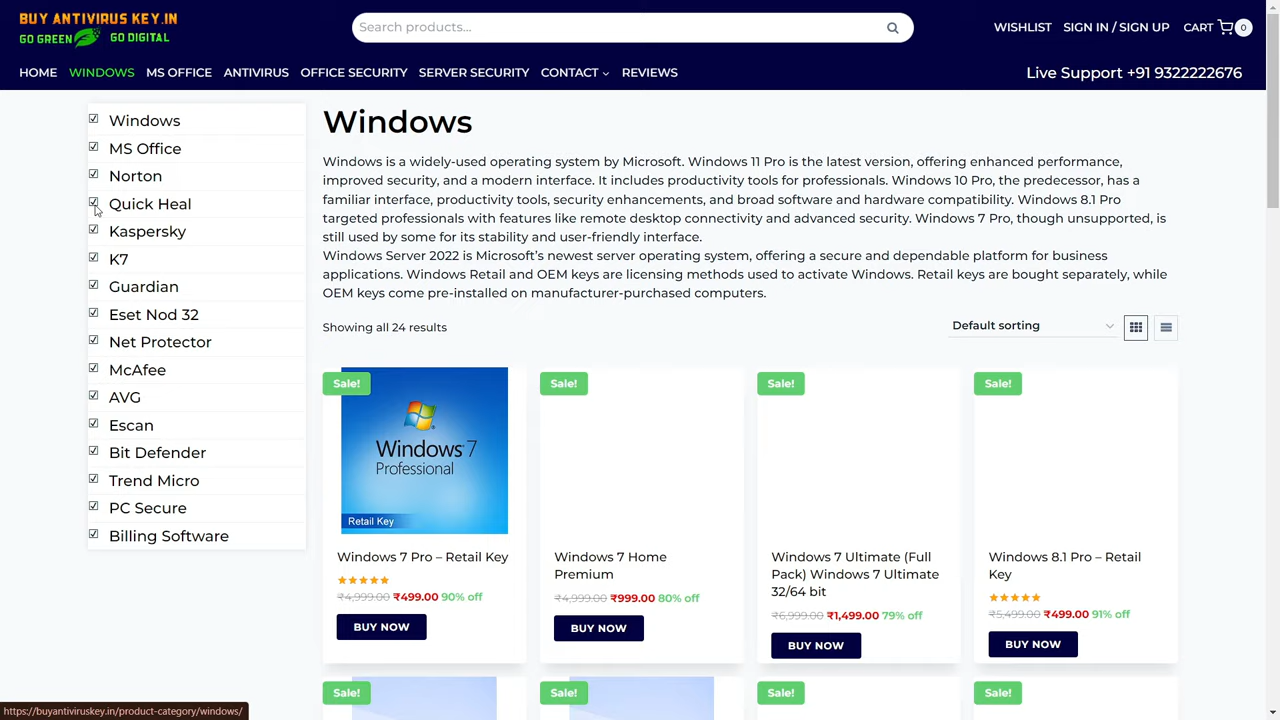 BUY ANTIVIRUS KEY.IN
GO GREEN GO DIGITAL
Search products...
WISHLIST SIGN IN / SIGN UP CART 0
HOME WINDOWS MS OFFICE ANTIVIRUS OFFICE SECURITY SERVER SECURITY CONTACT REVIEWS
Live Support +91 9322222676
Windows
MS Office
Norton
Quick Heal
Kaspersky
K7
Guardian
Eset Nod 32
Net Protector
McAfee
AVG
Escan
Bit Defender
Trend Micro
PC Secure
Billing Software
Windows
Windows is a widely-used operating system by Microsoft. Windows 11 Pro is the latest version, offering enhanced performance,
improved security, and a modern interface. It includes productivity tools for professionals. Windows 10 Pro, the predecessor, has a
familiar interface, productivity tools, security enhancements, and broad software and hardware compatibility. Windows 8.1 Pro
targeted professionals with features like remote desktop connectivity and advanced security. Windows 7 Pro, though unsupported, is
still used by some for its stability and user-friendly interface.
Windows Server 2022 is Microsoft's newest server operating system, offering a secure and dependable platform for business
applications. Windows Retail and OEM keys are licensing methods used to activate Windows. Retail keys are bought separately, while
OEM keys come pre-installed on manufacturer-purchased computers.
Showing all 24 results
Default sorting
Sale!
Windows 7
Professional
Retail Key
Windows 7 Pro – Retail Key
₹4,999.00 ₹499.00 90% off
BUY NOW
Sale!
Windows 7 Home
Premium
₹4,999.00 ₹999.00 80% off
BUY NOW
Sale!
Windows 7 Ultimate (Full
Pack) Windows 7 Ultimate
32/64 bit
₹6,999.00 ₹1,499.00 79% off
BUY NOW
Sale!
Windows 8.1 Pro – Retail
Key
₹5,499.00 ₹499.00 91% off
BUY NOW
Sale!
Sale!
Sale!
Sale!
https://buyantiviruskey.in/product-category/windows/